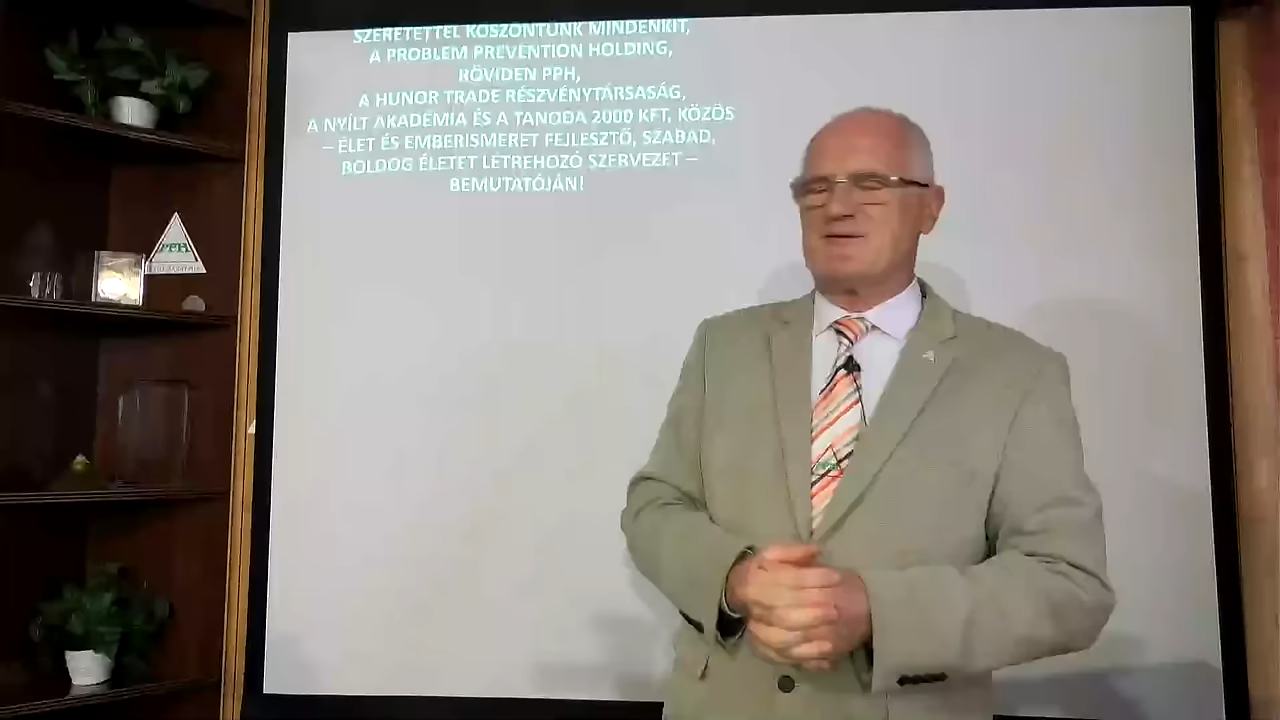 SZERETETTEL KÖSZÖNTÜNK MINDENKIT,
A PROBLEM PREVENTION HOLDING,
RÖVIDEN PPH,
A HUNOR TRADE RÉSZVÉNYTÁRSASÁG,
A NYÍLT AKADÉMIA ÉS A TANODA 2000 KFT. KÖZÖS
– ÉLET ÉS EMBERISMERET FEJLESZTŐ, SZABAD,
BOLDOG ÉLETET LÉTREHOZÓ SZERVEZET –
BEMUTATÓJÁN!
PPH